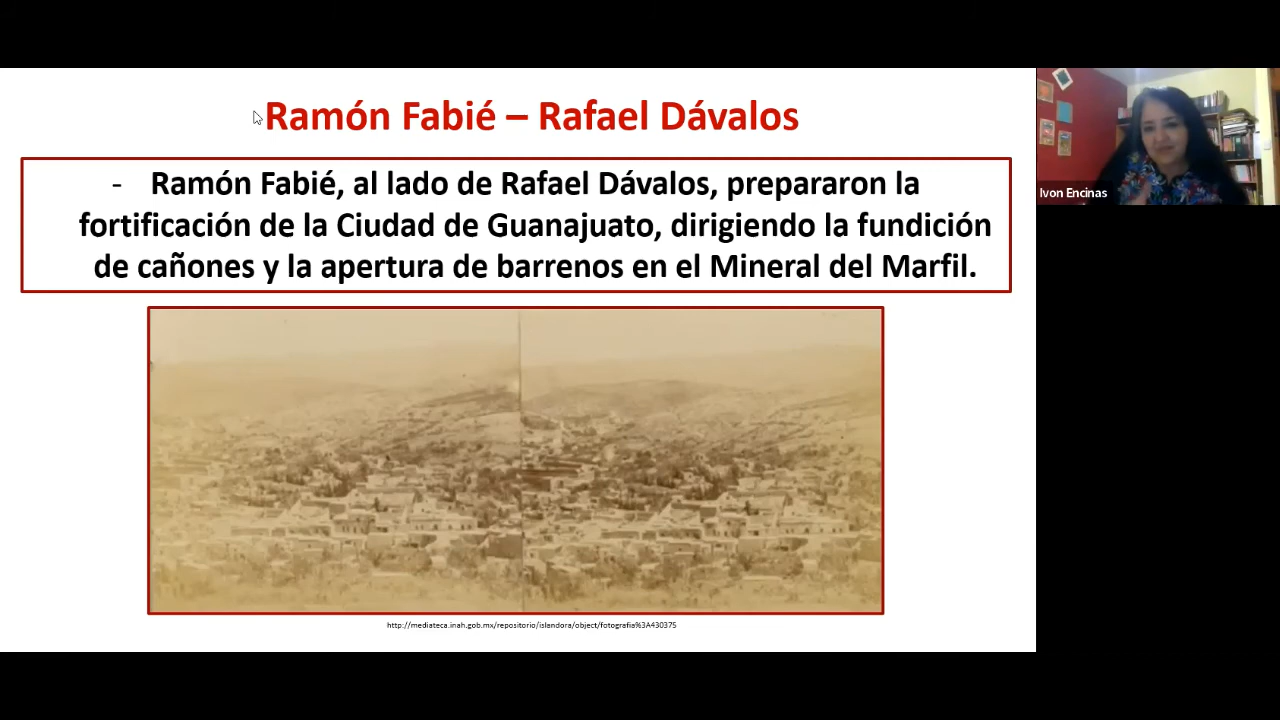 Ramón Fabié – Rafael Dávalos
- Ramón Fabié, al lado de Rafael Dávalos, prepararon la
fortificación de la Ciudad de Guanajuato, dirigiendo la fundición
de cañones y la apertura de barrenos en el Mineral del Marfil.
http://mediateca.inah.gob.mx/repositorio/islandora/object/fotografia%3A430375
Ivon Encinas